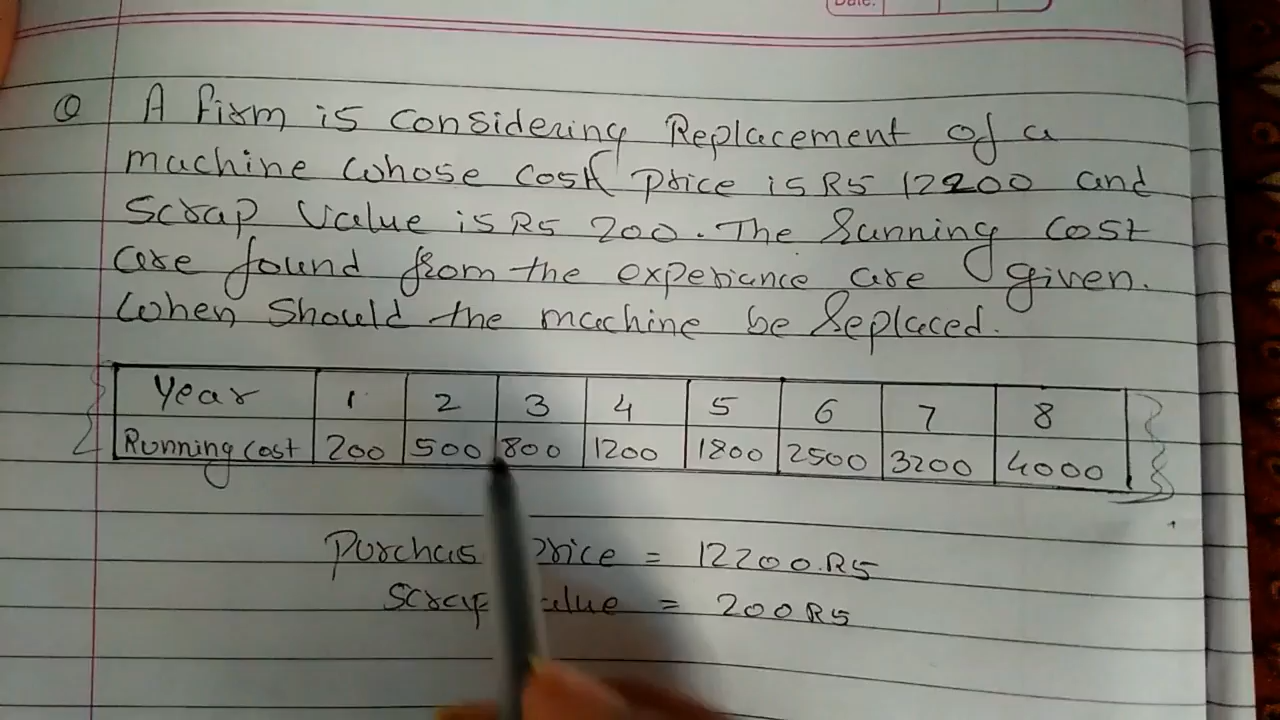 Date:
Q A firm is considering Replacement of a
machine whose cost price is RS 12200 and
Scrap Value is RS 200. The Running cost
are found from the experiance are given.
When should the machine be Replaced.
Year 1 2 3 4 5 6 7 8
Running cost 200 500 800 1200 1800 2500 3200 4000
Purchas price = 12200.RS
Scrap value = 200 RS